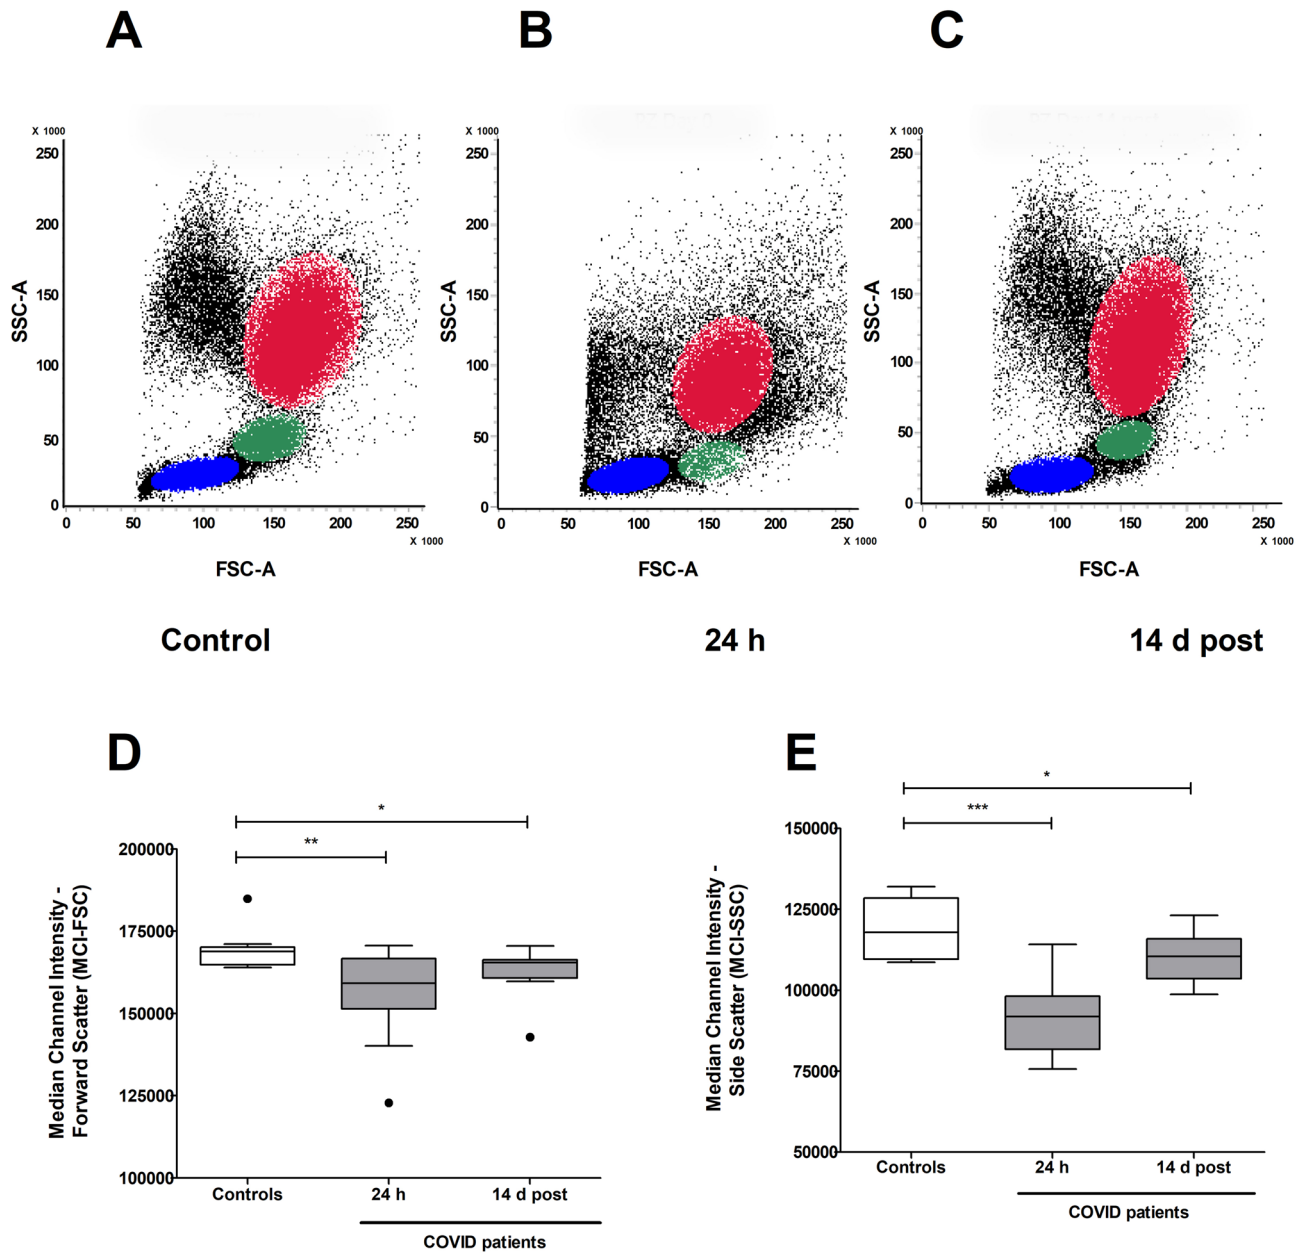 A
B
C
X 1000
250
200
150
100
50
0
SSC-A
0
50
100
150
200
250
X 1000
FSC-A
Control
X 1000
250
200
150
100
50
0
SSC-A
0
50
100
150
200
250
X 1000
FSC-A
24 h
X 1000
250
200
150
100
50
0
SSC-A
0
50
100
150
200
250
X 1000
FSC-A
14 d post
D
*
**
200000
175000
150000
125000
100000
Median Channel Intensity -
Forward Scatter (MCI-FSC)
Controls
24 h
14 d post
COVID patients
E
*
***
150000
125000
100000
75000
50000
Median Channel Intensity -
Side Scatter (MCI-SSC)
Controls
24 h
14 d post
COVID patients